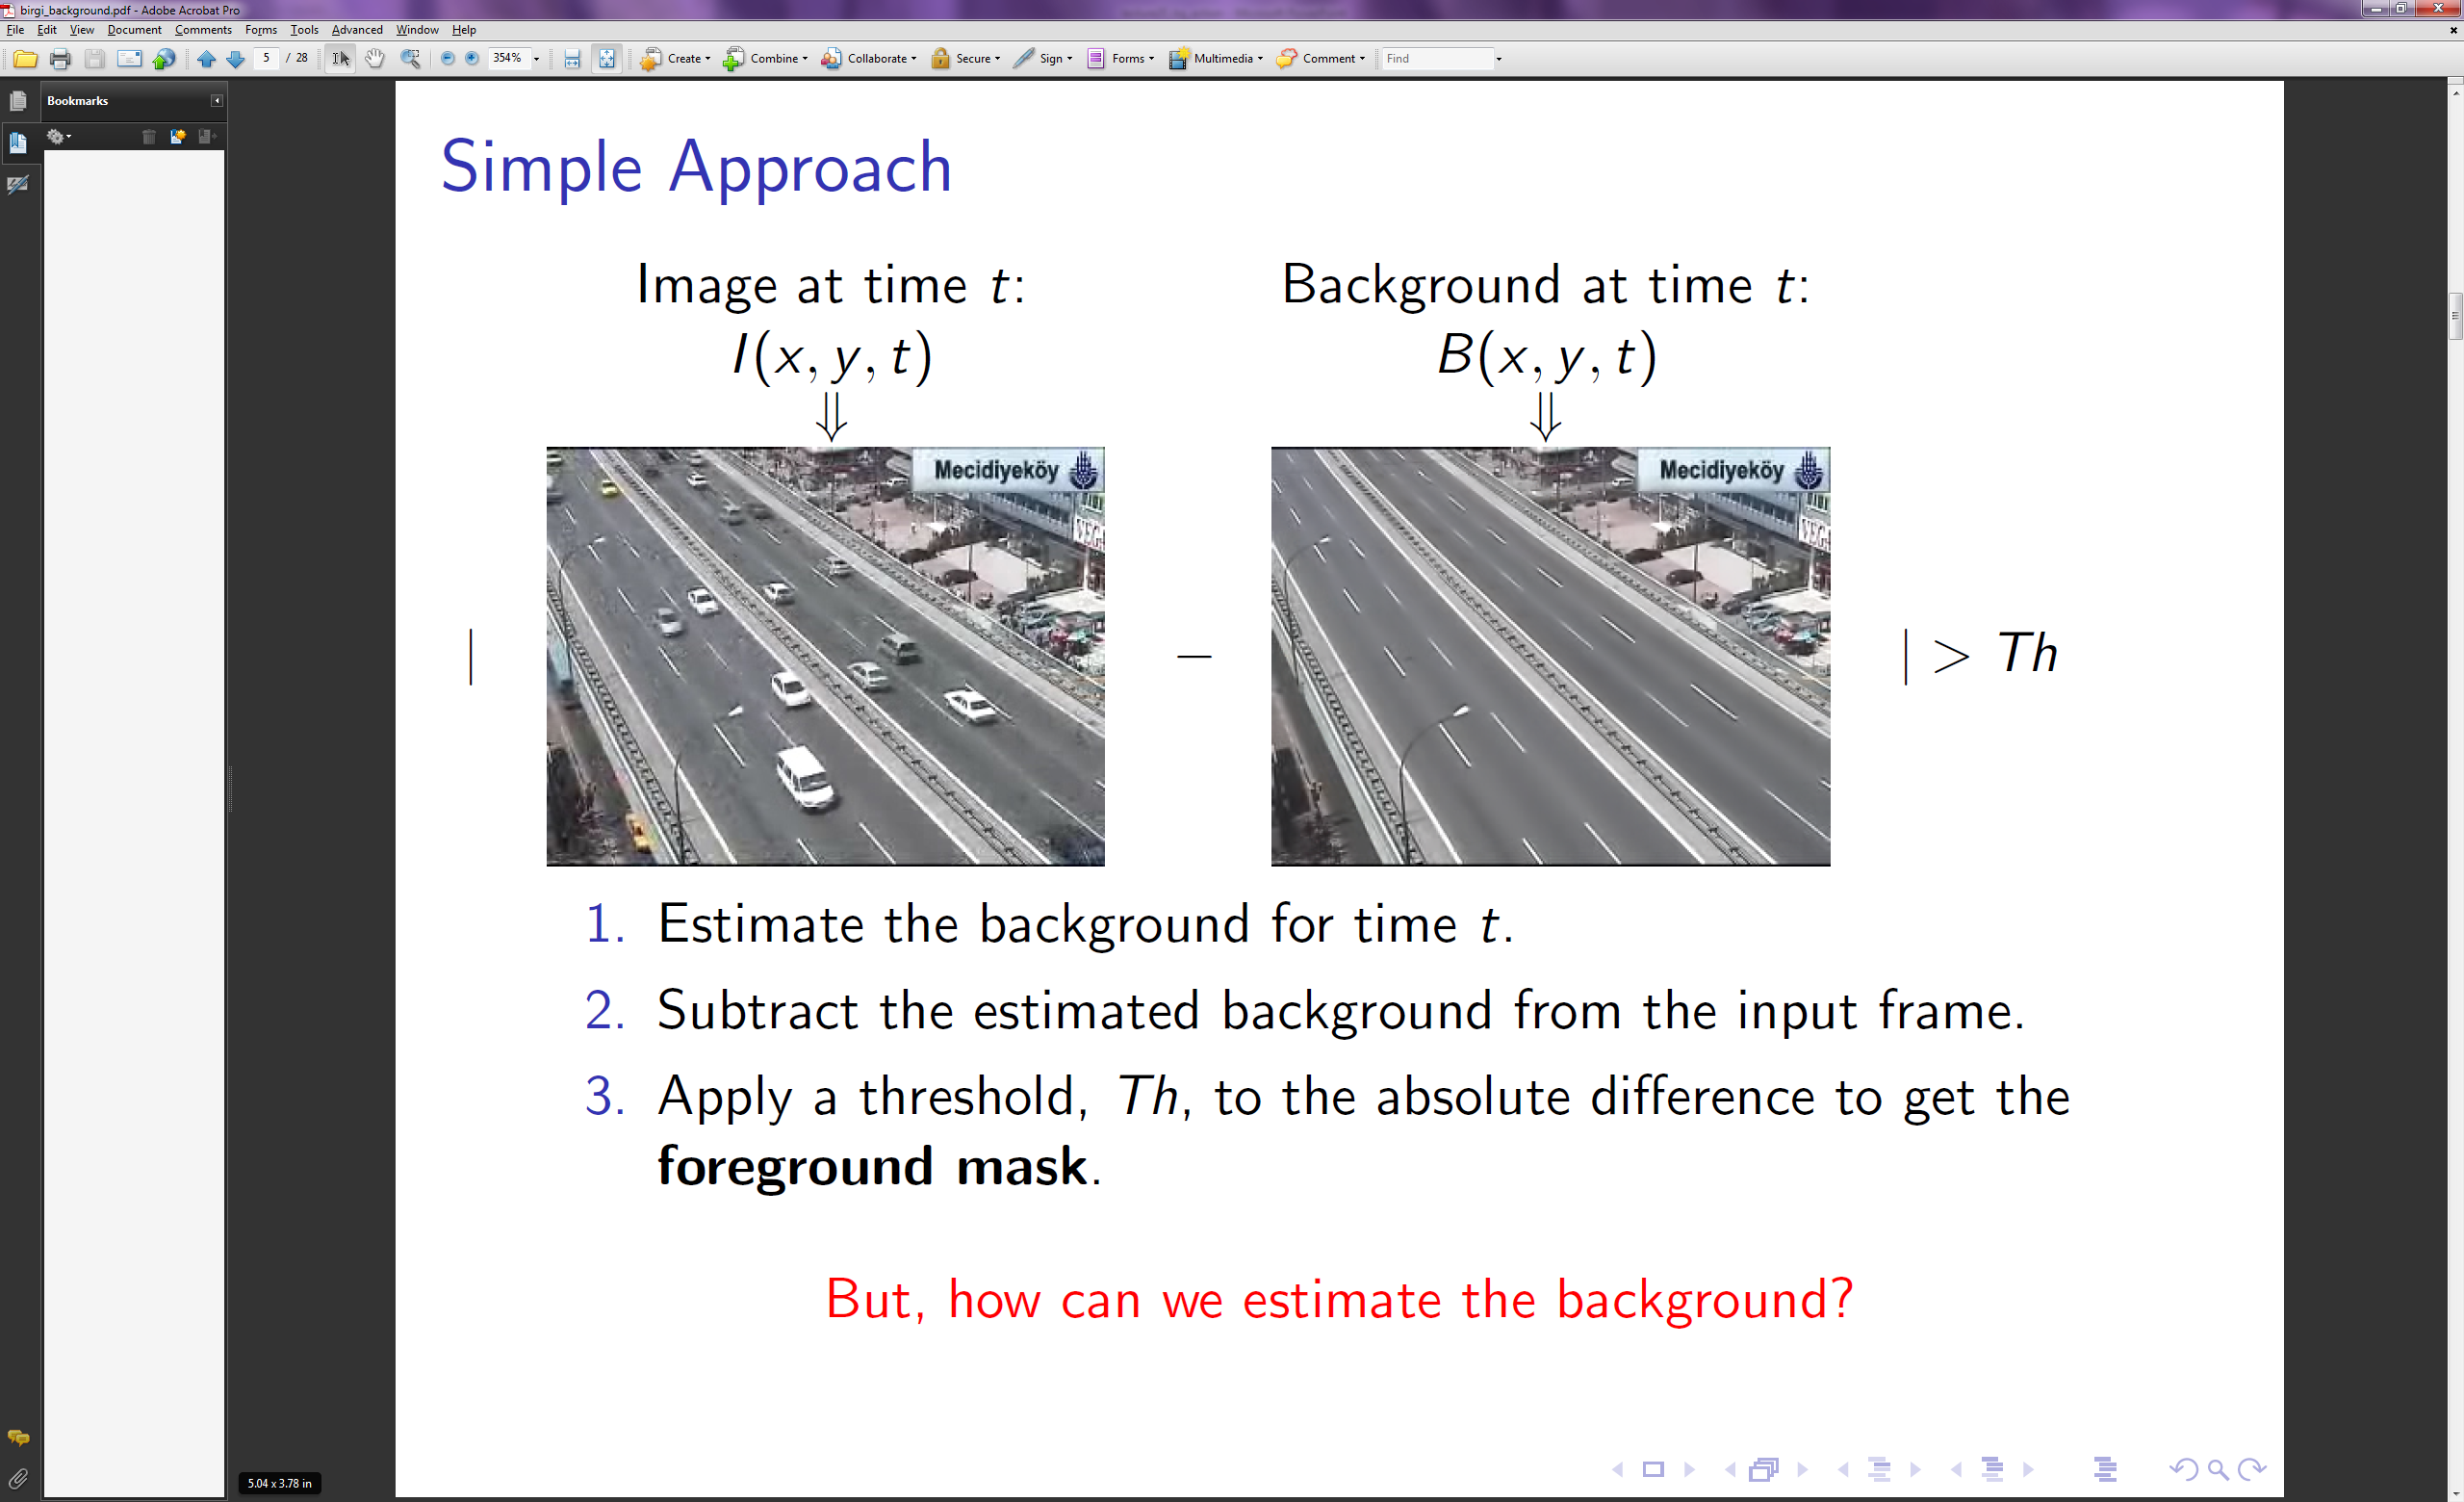 birgi_background.pdf - Adobe Acrobat Pro
File Edit View Document Comments Forms Tools Advanced Window Help
5 / 28 354% Create Combine Collaborate Secure Sign Forms Multimedia Comment Find
Bookmarks
Simple Approach
Image at time t: Background at time t:
I(x, y, t) B(x, y, t)
⇓ ⇓
Mecidiyeköy Mecidiyeköy
| − | > Th
1. Estimate the background for time t.
2. Subtract the estimated background from the input frame.
3. Apply a threshold, Th, to the absolute difference to get the
foreground mask.
But, how can we estimate the background?
5.04 x 3.78 in